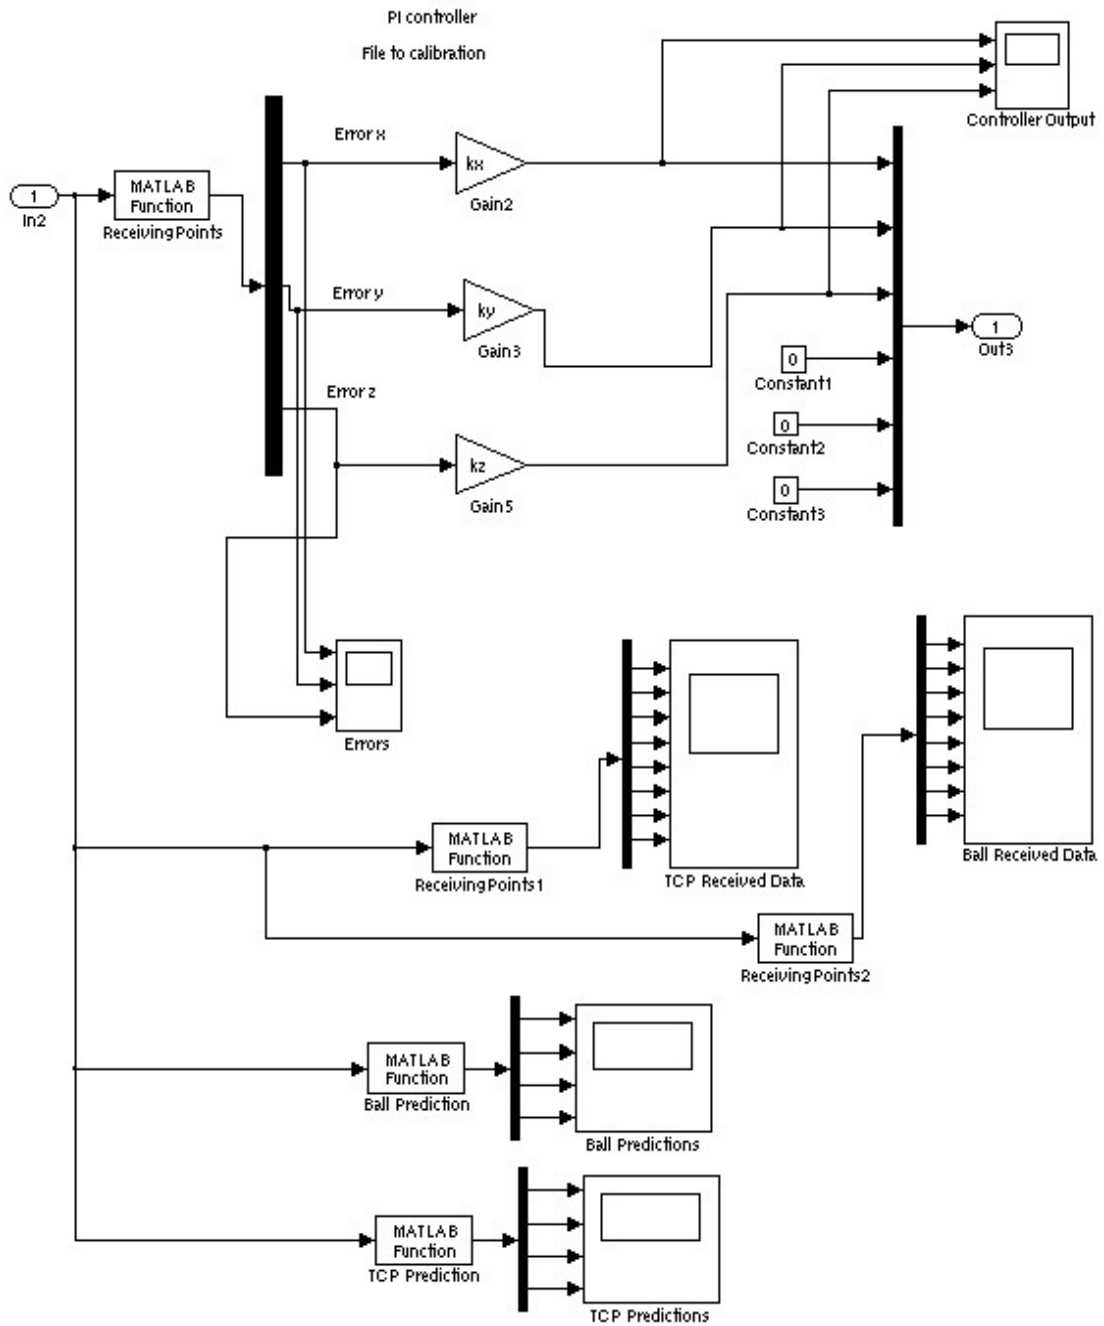 PI controller
File to calibration
Controller Output
Error x
kx
Gain2
1
In2
MATLAB
Function
Receiving Points
Error y
ky
Gain3
1
Out3
0
Constant1
Error z
kz
Gain5
0
Constant2
0
Constant3
Errors
MATLAB
Function
Receiving Points1
TCP Received Data
Ball Received Data
MATLAB
Function
Receiving Points2
MATLAB
Function
Ball Prediction
Ball Predictions
MATLAB
Function
TCP Prediction
TCP Predictions